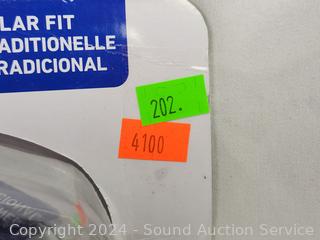 LAR FIT
ADITIONELLE
RADICIONAL
202.
4100
Copyright 2024 - Sound Auction Service